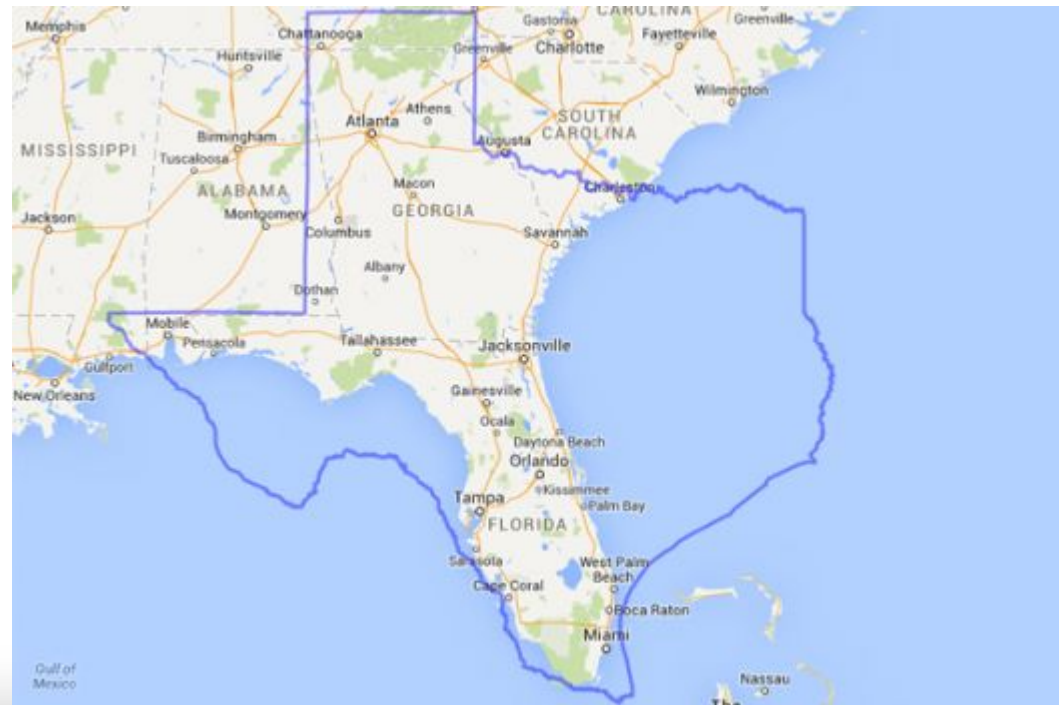 Memphis
Chattanooga
Gastonia
CAROLINA
Greenville
Charlotte
Fayetteville
Huntsville
Greenville
Wilmington
Athens
Atlanta
SOUTH
CAROLINA
Birmingham
Augusta
MISSISSIPPI
Tuscaloosa
Macon
ALABAMA
Charleston
GEORGIA
Jackson
Montgomery
Columbus
Savannah
Albany
Dothan
Mobile
Tallahassee
Pensacola
Jacksonville
Gulfport
New Orleans
Gainesville
Ocala
Daytona Beach
Orlando
Kissimmee
Tampa
Palm Bay
FLORIDA
Sarasota
West Palm
Beach
Cape Coral
Boca Raton
Miami
Gulf of
Mexico
Nassau
The